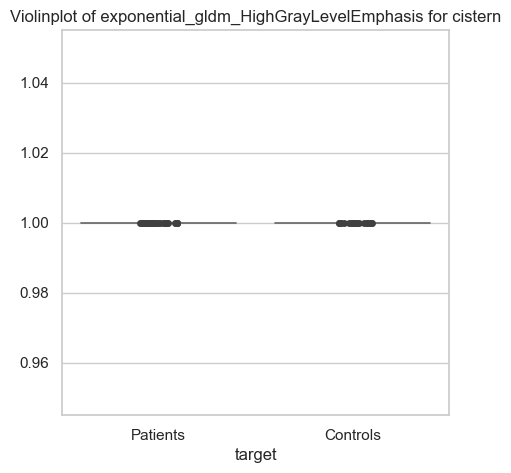 Violinplot of exponential_gldm_HighGrayLevelEmphasis for cistern
1.04
1.02
1.00
0.98
0.96
Patients
Controls
target